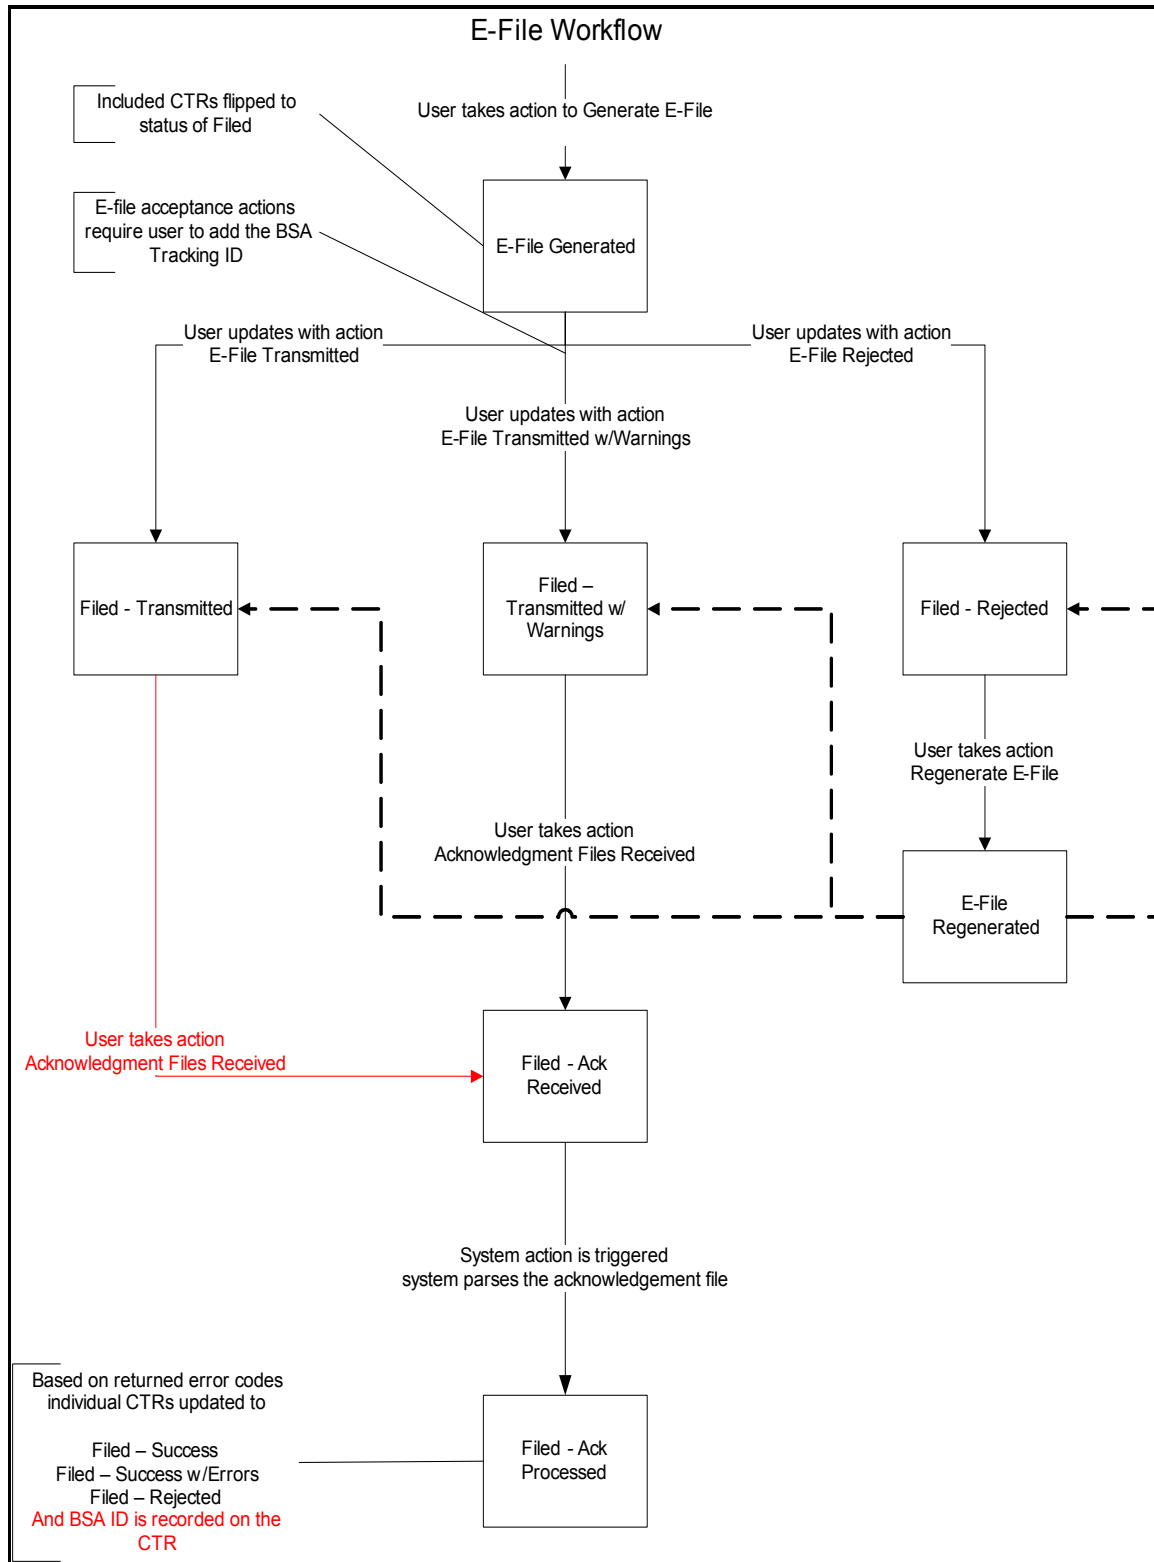 E-File Workflow
Included CTRs flipped to
status of Filed
User takes action to Generate E-File
E-file acceptance actions
require user to add the BSA
Tracking ID
E-File Generated
User updates with action
E-File Transmitted
User updates with action
E-File Rejected
User updates with action
E-File Transmitted w/Warnings
Filed - Transmitted
Filed –
Transmitted w/
Warnings
Filed - Rejected
User takes action
Regenerate E-File
User takes action
Acknowledgment Files Received
E-File
Regenerated
User takes action
Acknowledgment Files Received
Filed - Ack
Received
System action is triggered
system parses the acknowledgement file
Based on returned error codes
individual CTRs updated to
Filed – Success
Filed – Success w/Errors
Filed – Rejected
And BSA ID is recorded on the
CTR
Filed - Ack
Processed